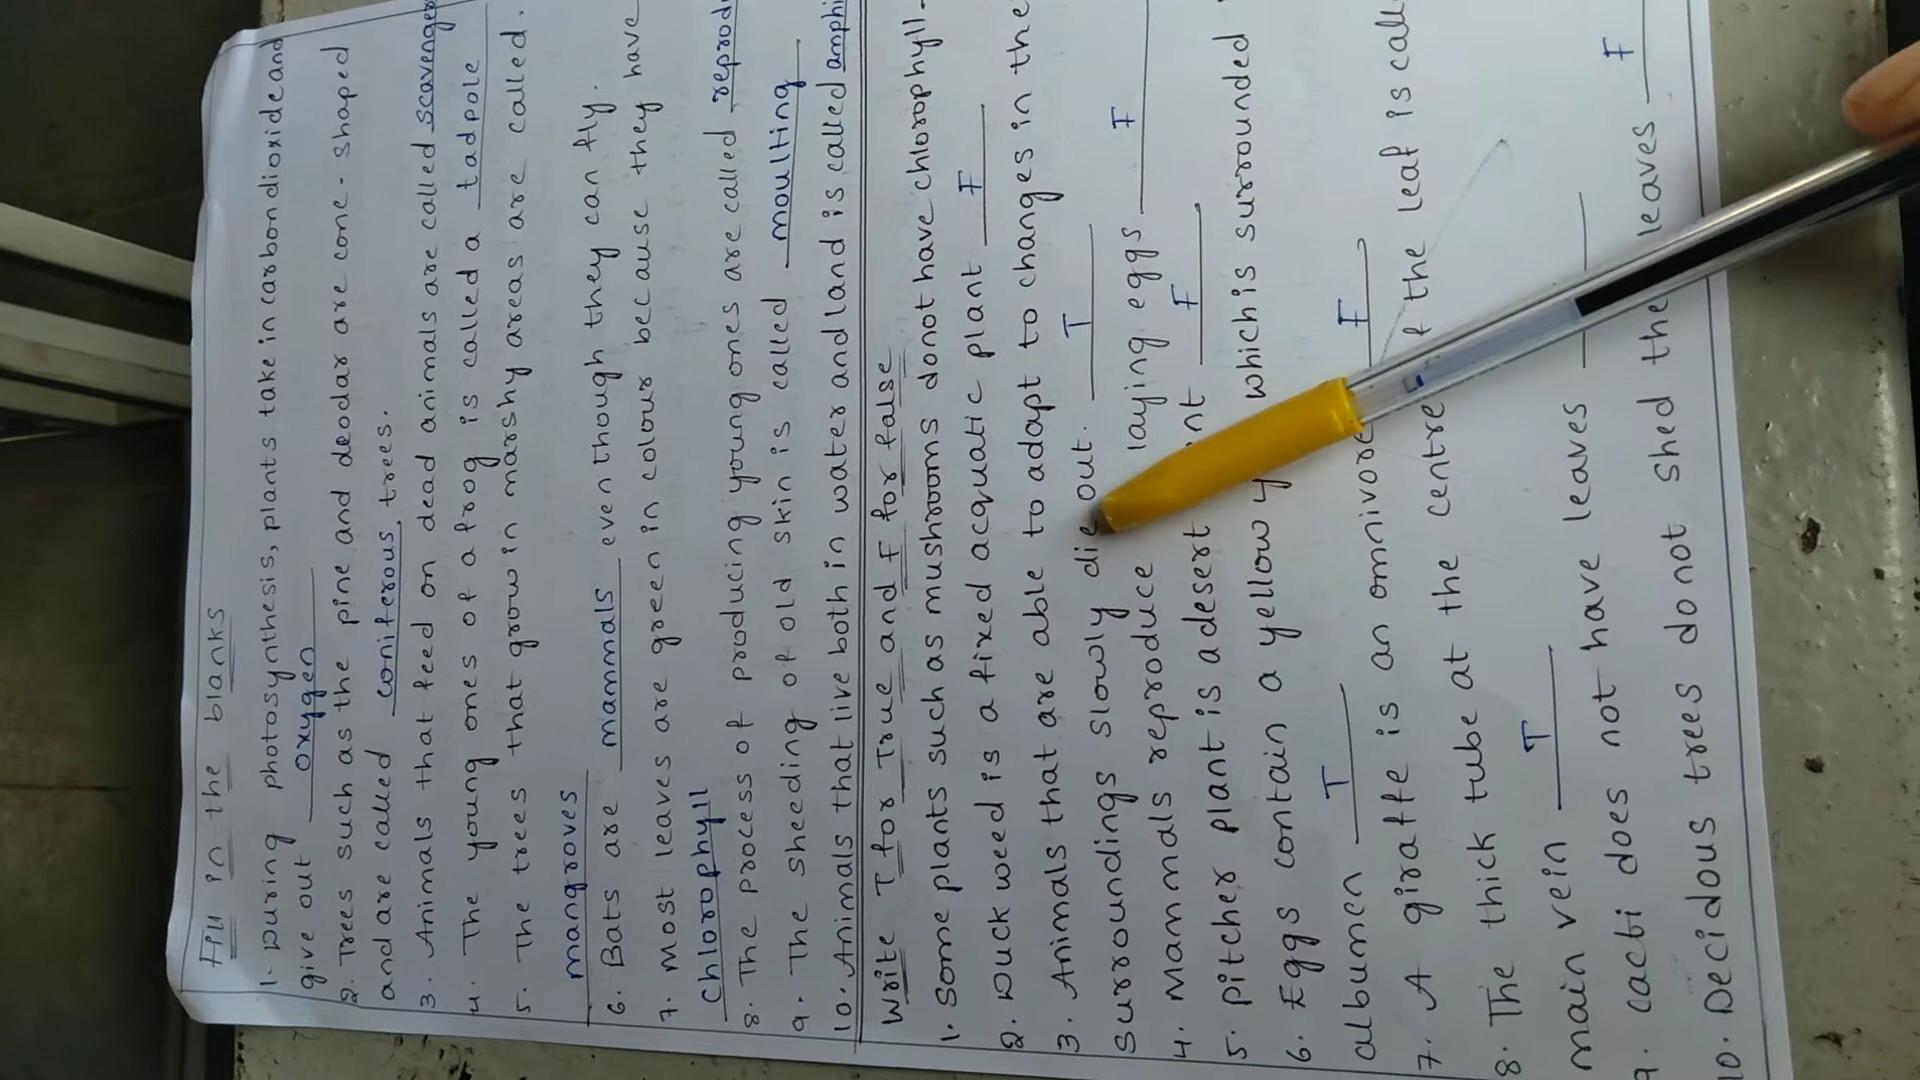 Fill in the blanks
1. During photosynthesis, plants take in carbondioxide and
give out oxygen
2. Trees such as the pine and deodar are cone-shaped
and are called coniferous trees.
3. Animals that feed on dead animals are called scavenger
4. The young ones of a frog is called a tadpole
5. The trees that grow in marshy areas are called.
mangroves
6. Bats are mammals even though they can fly.
7. Most leaves are green in colour because they have
chlorophyll
8. The process of producing young ones are called reprod
9. The sheeding of old skin is called moulting
10. Animals that live both in water and land is called amphi
Write T for True and F for false
1. Some plants such as mushrooms donot have chlorophyll-
2. Duck weed is a fixed acquatic plant F
3. Animals that are able to adapt to changes in the
surroundings slowly die out. T
4. Mammals reproduce laying eggs F
5. pitcher plant is a desert nt F
6. Eggs contain a yellow y which is surrounded
albumen T
7. A giraffe is an omnivore F
8. The thick tube at the centre f the leaf is call
main vein T
9. cacti does not have leaves
10. Decidous trees do not shed the leaves F